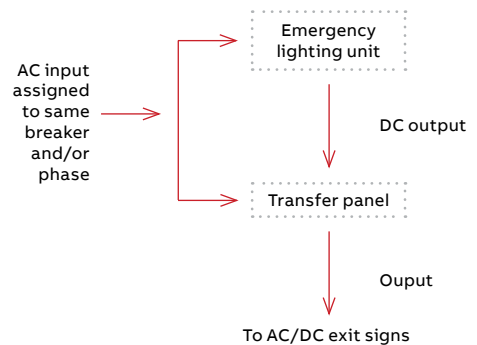 Emergency
lighting unit
AC input
assigned
to same
breaker
and/or
phase
DC output
Transfer panel
Ouput
To AC/DC exit signs